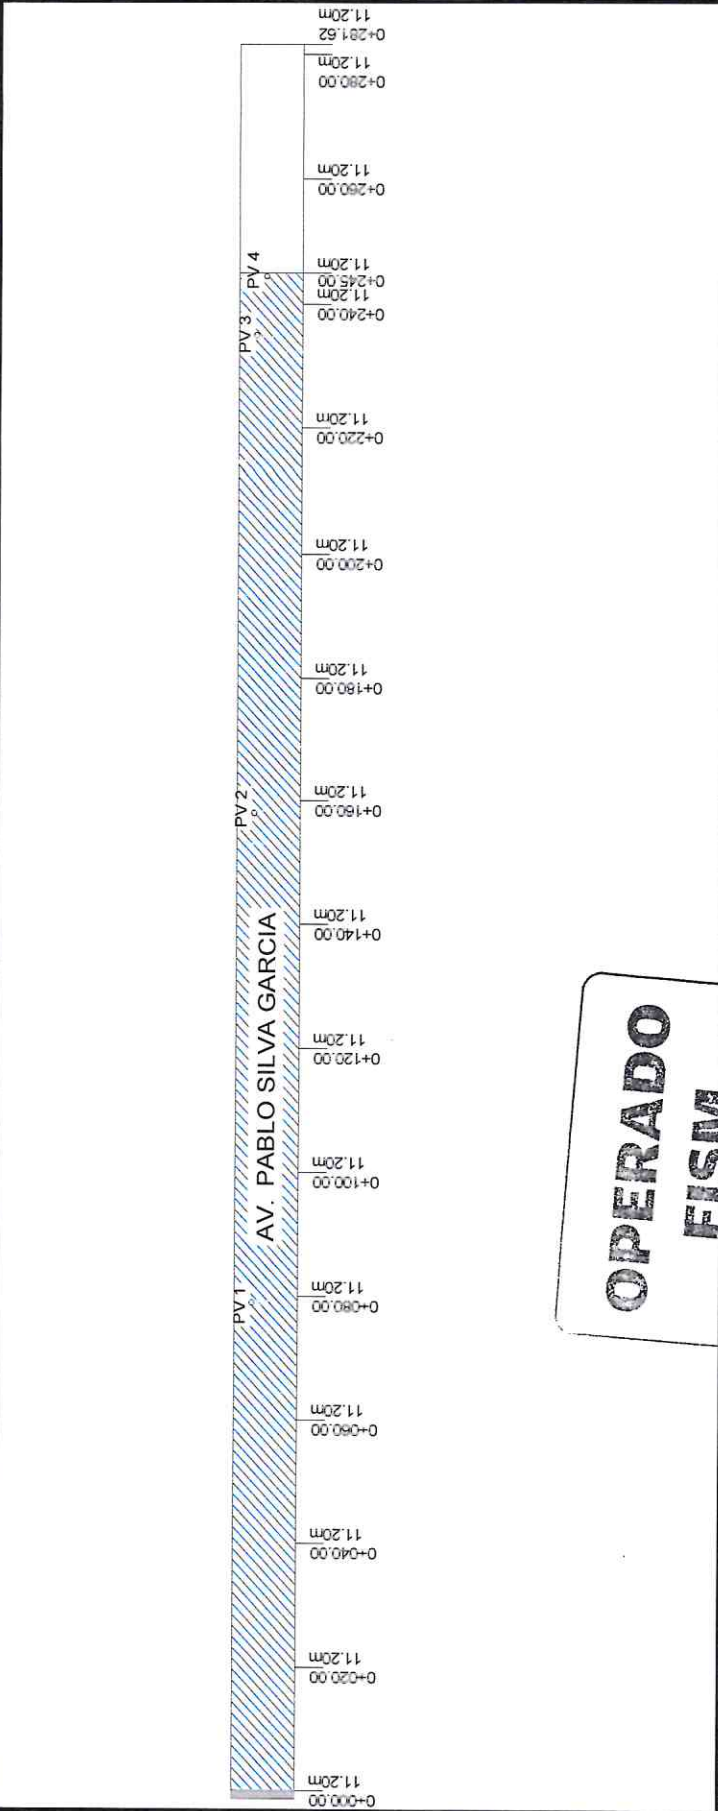 11.20m
0+281.62
11.20m
0+280.00
11.20m
0+260.00
11.20m
0+245.00
11.20m
0+240.00
11.20m
0+220.00
11.20m
0+200.00
11.20m
0+180.00
11.20m
0+160.00
11.20m
0+140.00
11.20m
0+120.00
11.20m
0+100.00
11.20m
0+080.00
11.20m
0+060.00
11.20m
0+040.00
11.20m
0+020.00
11.20m
0+000.00
PV 4
PV 3
PV 2
AV. PABLO SILVA GARCIA
PV 1
OPERADO
FISM